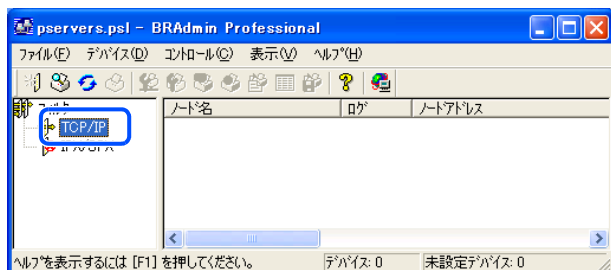 pservers.psl - BRAdmin Professional
ファイル(F) デバイス(D) コントロール(C) 表示(V) ヘルプ(H)
ノード名 ログ ノードアドレス
TCP/IP
ヘルプを表示するには [F1] を押してください。 デバイス: 0 未設定デバイス: 0